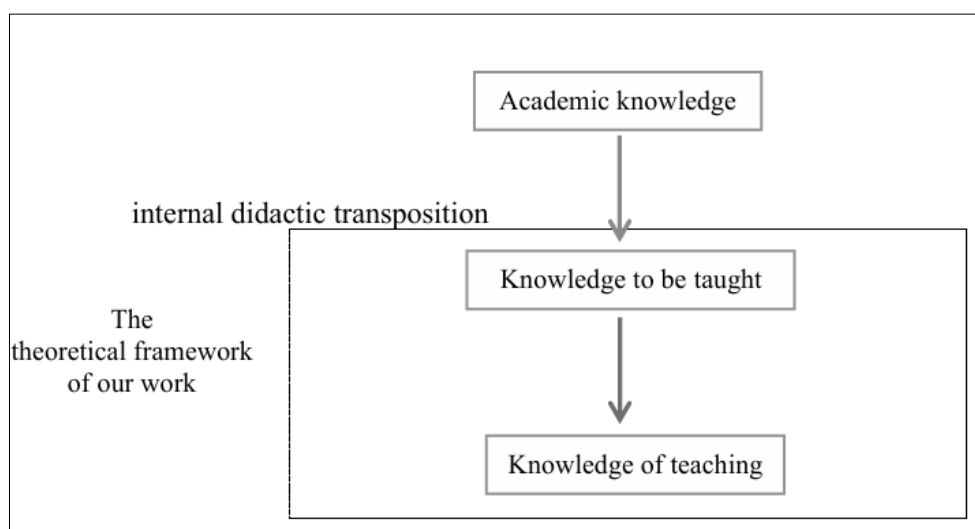 Academic knowledge
internal didactic transposition
Knowledge to be taught
The
theoretical framework
of our work
Knowledge of teaching